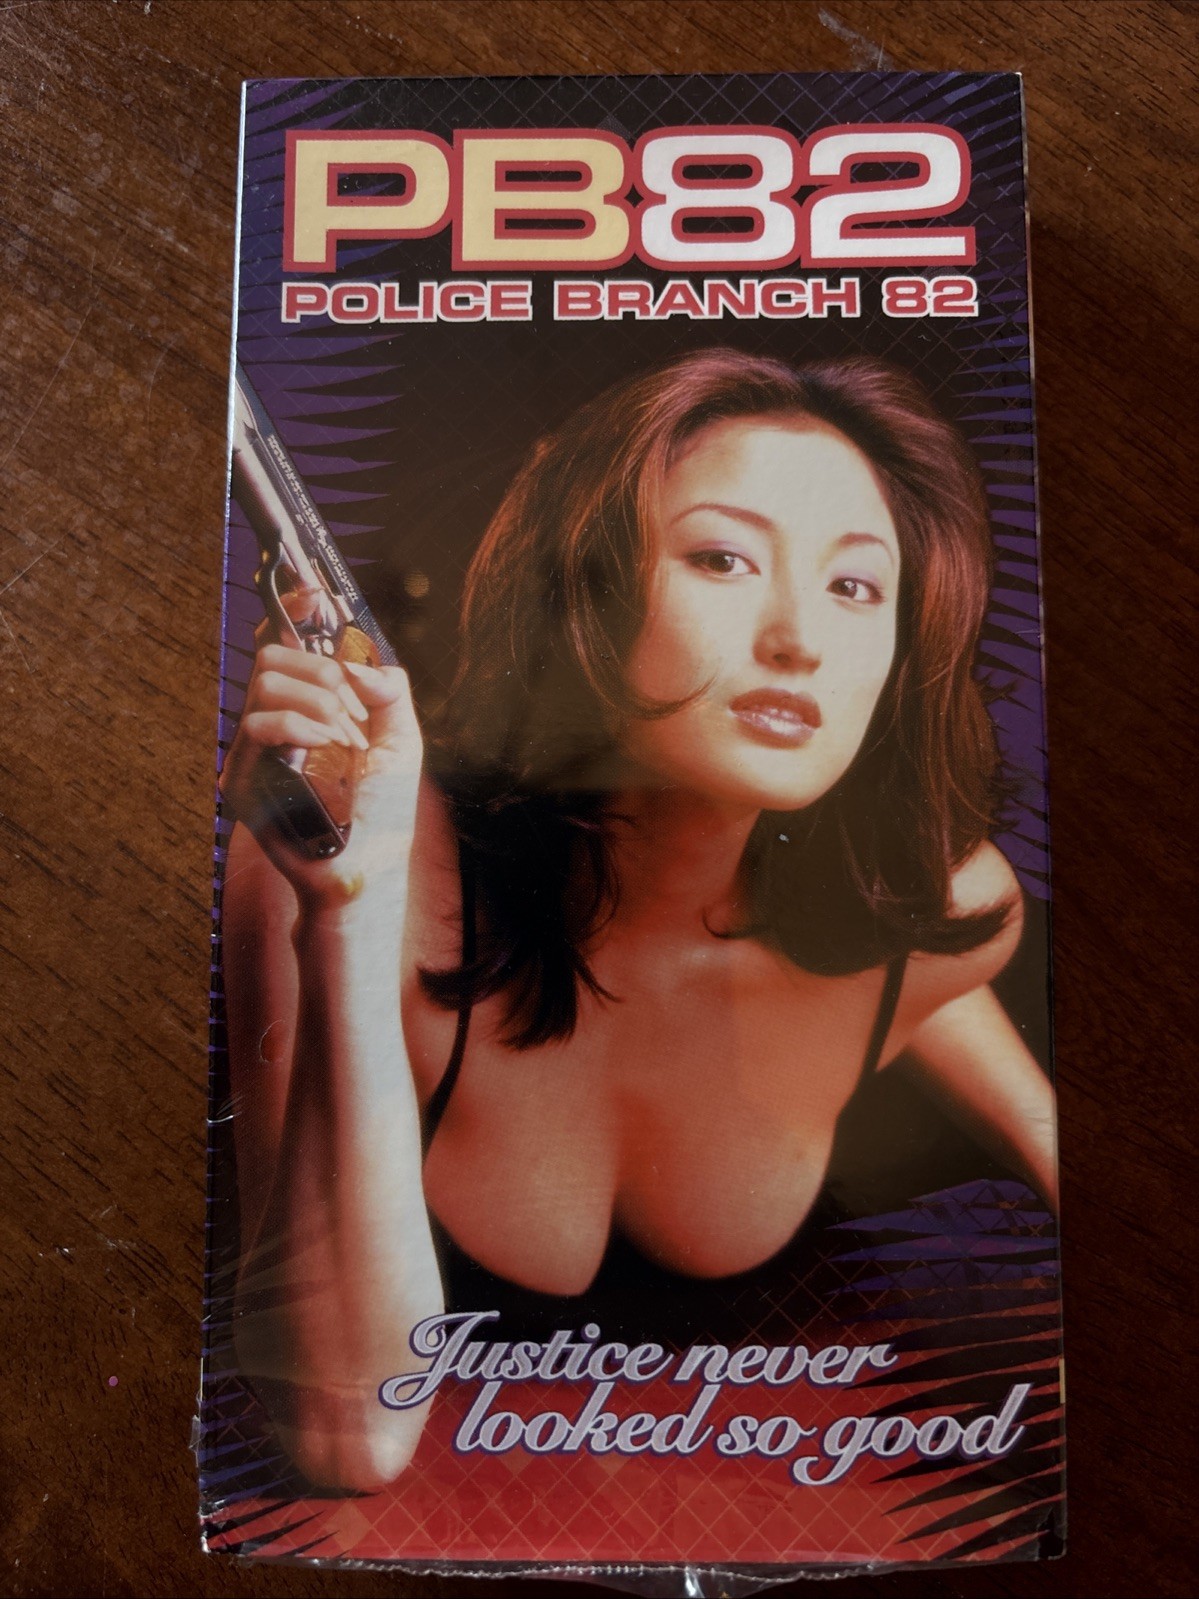 PB82
POLICE BRANCH 82
Justice never
looked so good